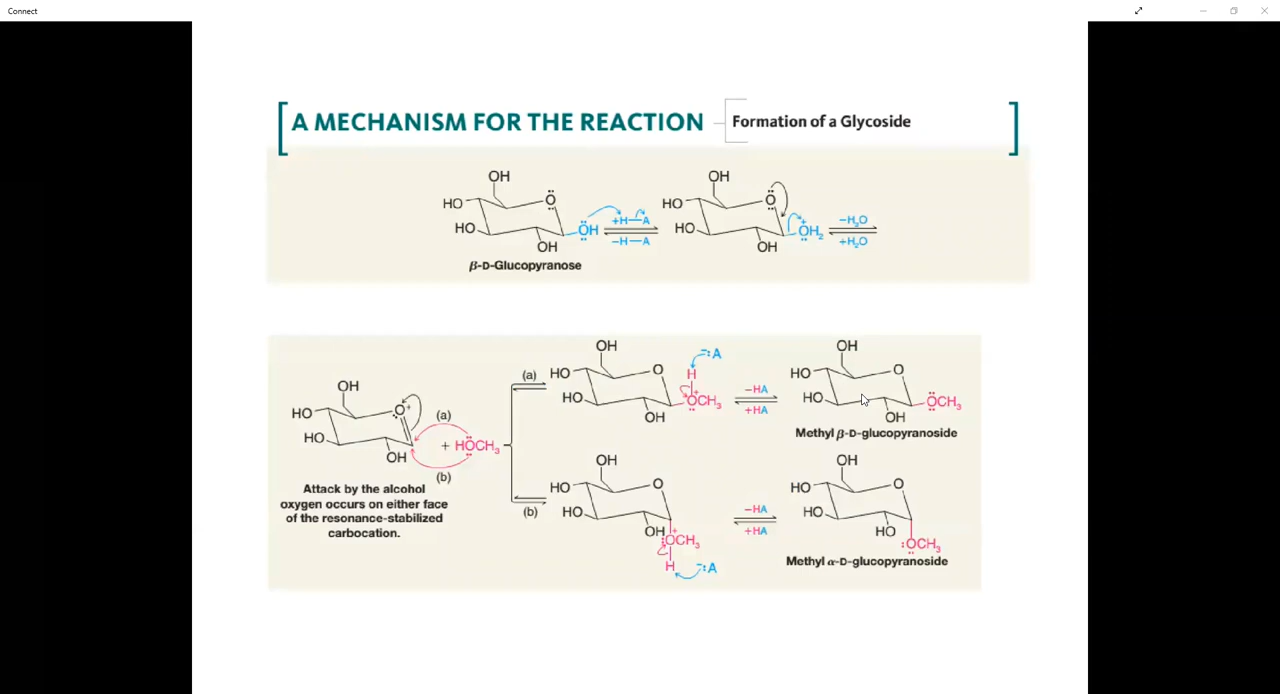 Connect
A MECHANISM FOR THE REACTION
Formation of a Glycoside
OH
HO
Ö
HO
ÖH
OH
+H—A
−H—A
β-D-Glucopyranose
OH
HO
Ö
HO
ÖH₂
+
OH
−H₂O
+H₂O
OH
HO
O+
HO
OH
(a)
+ HÖCH₃
(b)
Attack by the alcohol
oxygen occurs on either face
of the resonance-stabilized
carbocation.
(a)
OH
HO
O
HO
OH
−:A
H
+
ÖCH₃
−HA
+HA
OH
HO
O
HO
OH
ÖCH₃
Methyl β-D-glucopyranoside
(b)
OH
HO
O
HO
OH
+
:OCH₃
H
−:A
−HA
+HA
OH
HO
O
HO
HO
:OCH₃
Methyl α-D-glucopyranoside